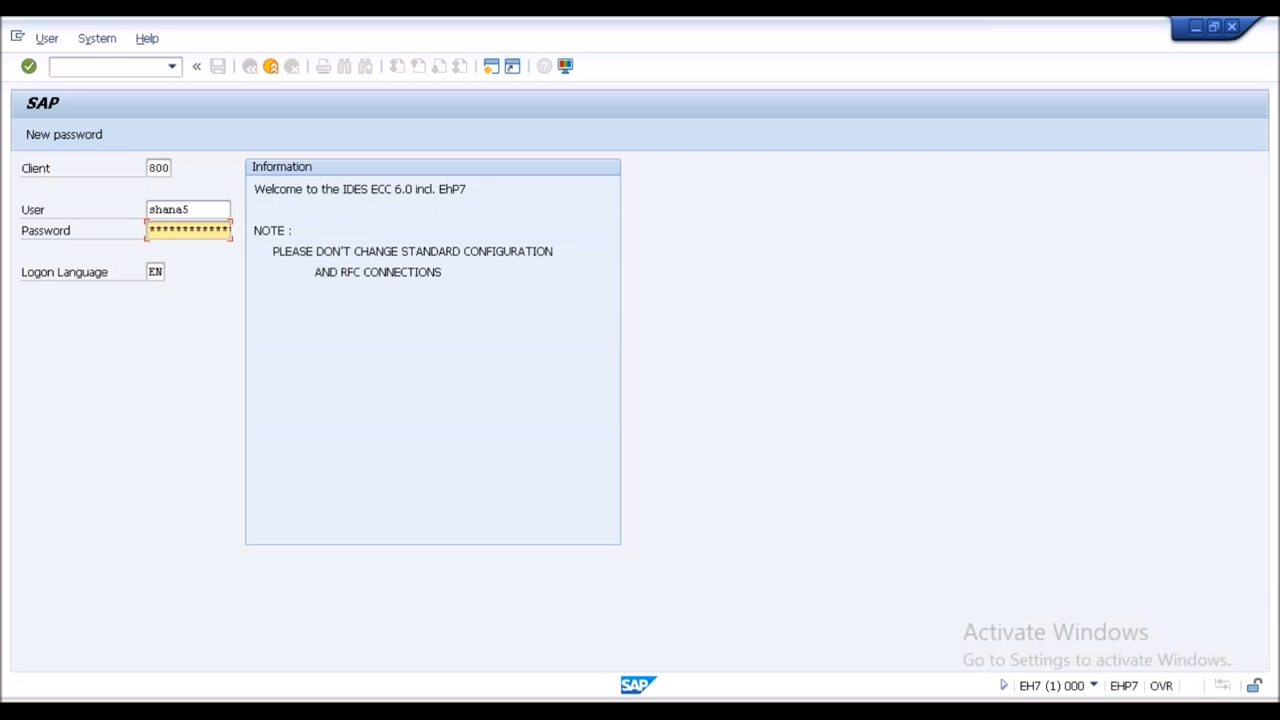 User System Help
SAP
New password
Client 800
User shana5
Password ************
Logon Language EN
Information
Welcome to the IDES ECC 6.0 incl. EhP7
NOTE :
PLEASE DON'T CHANGE STANDARD CONFIGURATION
AND RFC CONNECTIONS
Activate Windows
Go to Settings to activate Windows.
SAP
EH7 (1) 000 EHP7 OVR